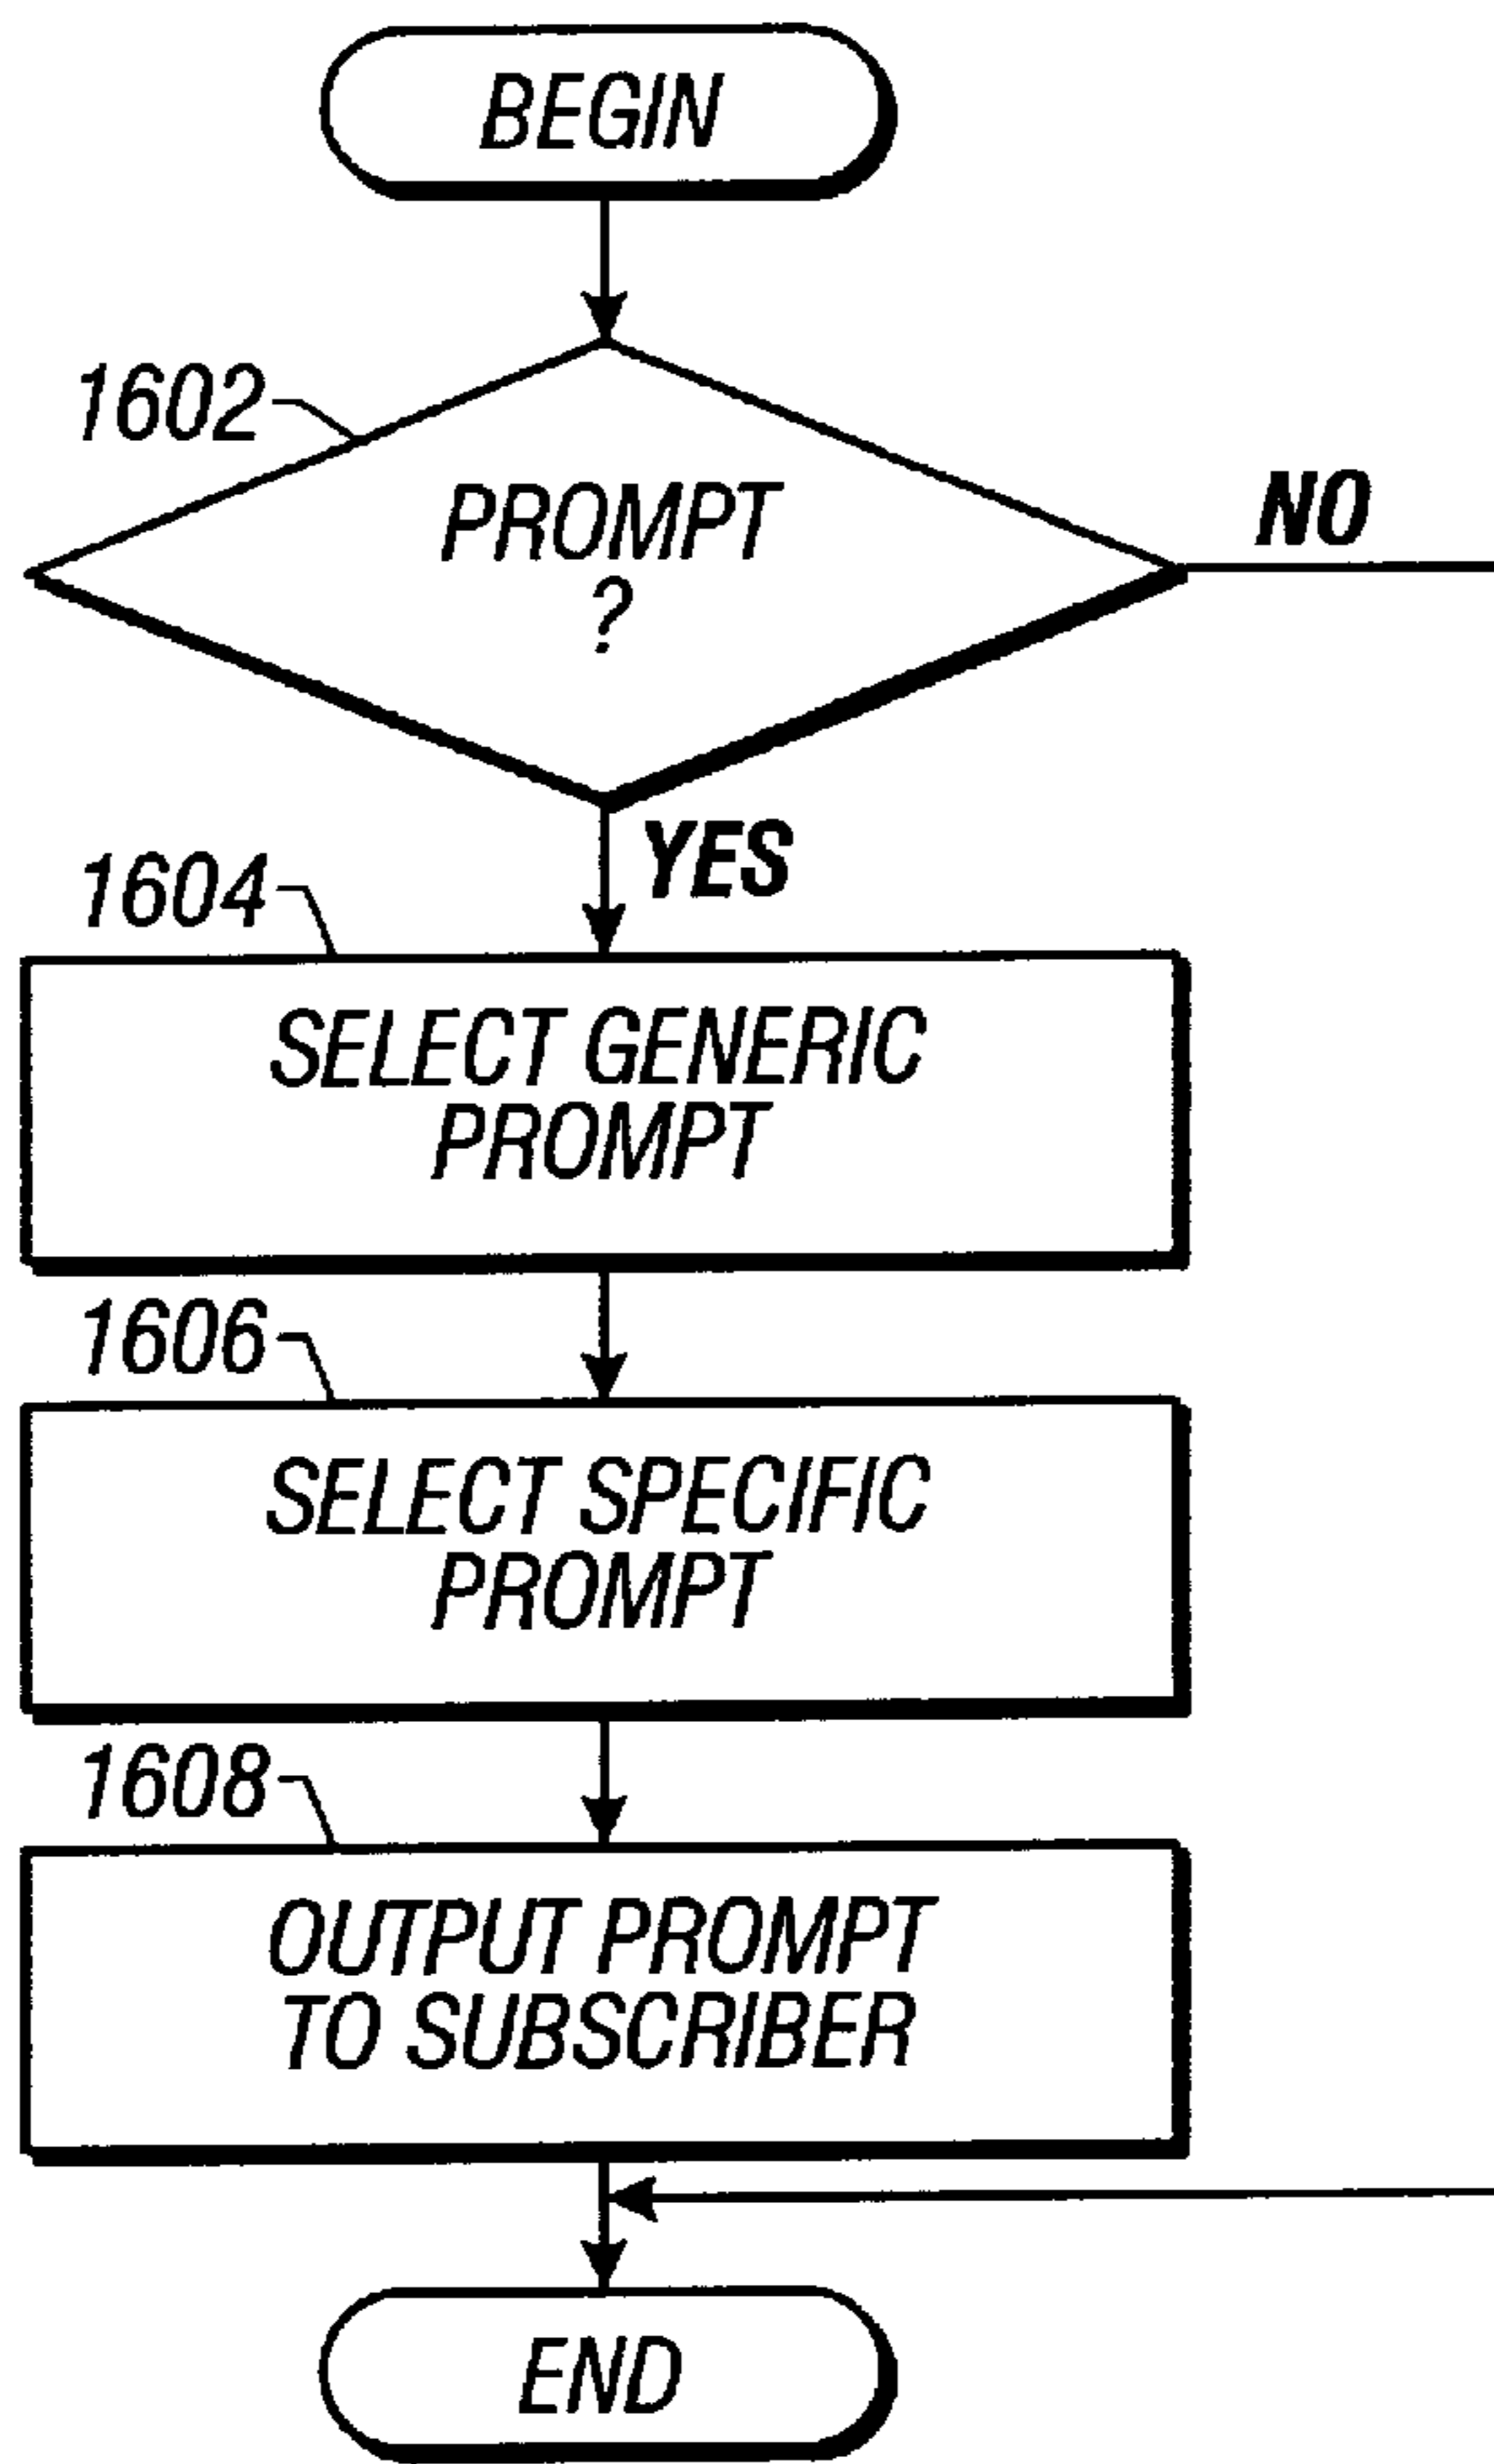 BEGIN
1602
PROMPT
?
NO
YES
1604
SELECT GENERIC
PROMPT
1606
SELECT SPECIFIC
PROMPT
1608
OUTPUT PROMPT
TO SUBSCRIBER
END